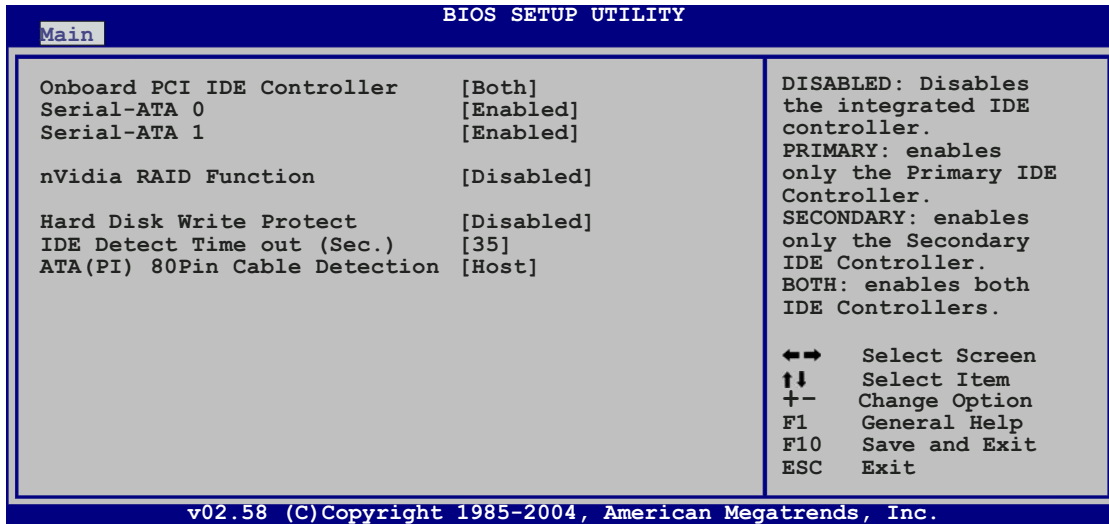 BIOS SETUP UTILITY
Main
Onboard PCI IDE Controller [Both]
Serial-ATA 0 [Enabled]
Serial-ATA 1 [Enabled]
nVidia RAID Function [Disabled]
Hard Disk Write Protect [Disabled]
IDE Detect Time out (Sec.) [35]
ATA(PI) 80Pin Cable Detection [Host]
DISABLED: Disables
the integrated IDE
controller.
PRIMARY: enables
only the Primary IDE
Controller.
SECONDARY: enables
only the Secondary
IDE Controller.
BOTH: enables both
IDE Controllers.
←→ Select Screen
↑↓ Select Item
+- Change Option
F1 General Help
F10 Save and Exit
ESC Exit
v02.58 (C)Copyright 1985-2004, American Megatrends, Inc.